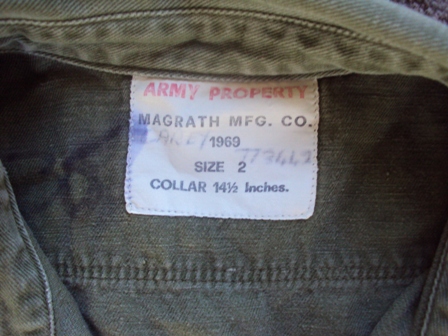 ARMY PROPERTY
MAGRATH MFG. CO.
1969
SIZE 2
COLLAR 14½ Inches.